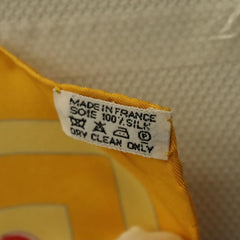 MADE IN FRANCE
SOIE 100% SILK
DRY CLEAN ONLY